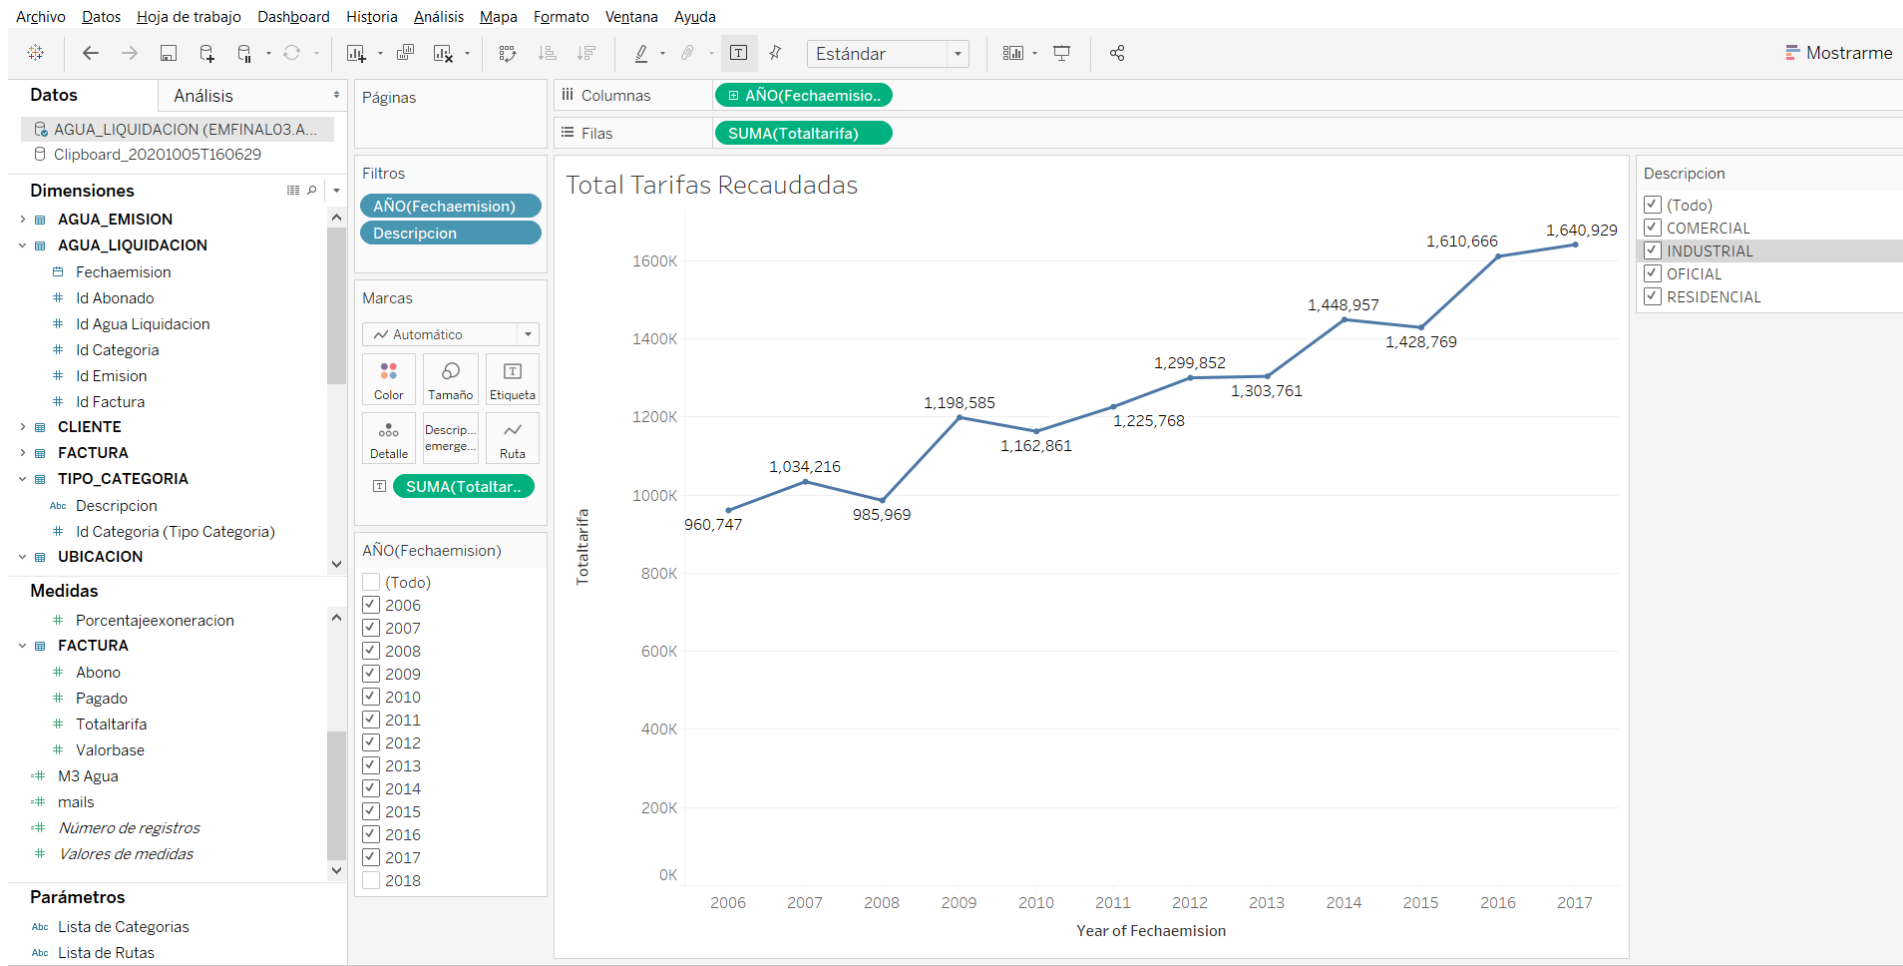 Archivo Datos Hoja de trabajo Dashboard Historia Análisis Mapa Formato Ventana Ayuda
Estándar
Mostrarme
Datos
Análisis
AGUA_LIQUIDACION (EMFINAL03.A...
Clipboard_20201005T160629
Dimensiones
AGUA_EMISION
AGUA_LIQUIDACION
Fechaemision
Id Abonado
Id Agua Liquidacion
Id Categoria
Id Emision
Id Factura
CLIENTE
FACTURA
TIPO_CATEGORIA
Abc Descripcion
Id Categoria (Tipo Categoria)
UBICACION
Medidas
Porcentajeexoneracion
FACTURA
Abono
Pagado
Totaltarifa
Valorbase
M3 Agua
mails
Número de registros
Valores de medidas
Parámetros
Abc Lista de Categorias
Abc Lista de Rutas
Páginas
Filtros
AÑO(Fechaemision)
Descripcion
Marcas
Automático
Color
Tamaño
Etiqueta
Detalle
Descrip...
emerge...
Ruta
SUMA(Totaltar..
AÑO(Fechaemision)
(Todo)
2006
2007
2008
2009
2010
2011
2012
2013
2014
2015
2016
2017
2018
Columnas
AÑO(Fechaemisio..
Filas
SUMA(Totaltarifa)
Total Tarifas Recaudadas
Totaltarifa
1600K
1400K
1200K
1000K
800K
600K
400K
200K
0K
960,747
1,034,216
985,969
1,198,585
1,162,861
1,225,768
1,299,852
1,303,761
1,448,957
1,428,769
1,610,666
1,640,929
2006 2007 2008 2009 2010 2011 2012 2013 2014 2015 2016 2017
Year of Fechaemision
Descripcion
(Todo)
COMERCIAL
INDUSTRIAL
OFICIAL
RESIDENCIAL